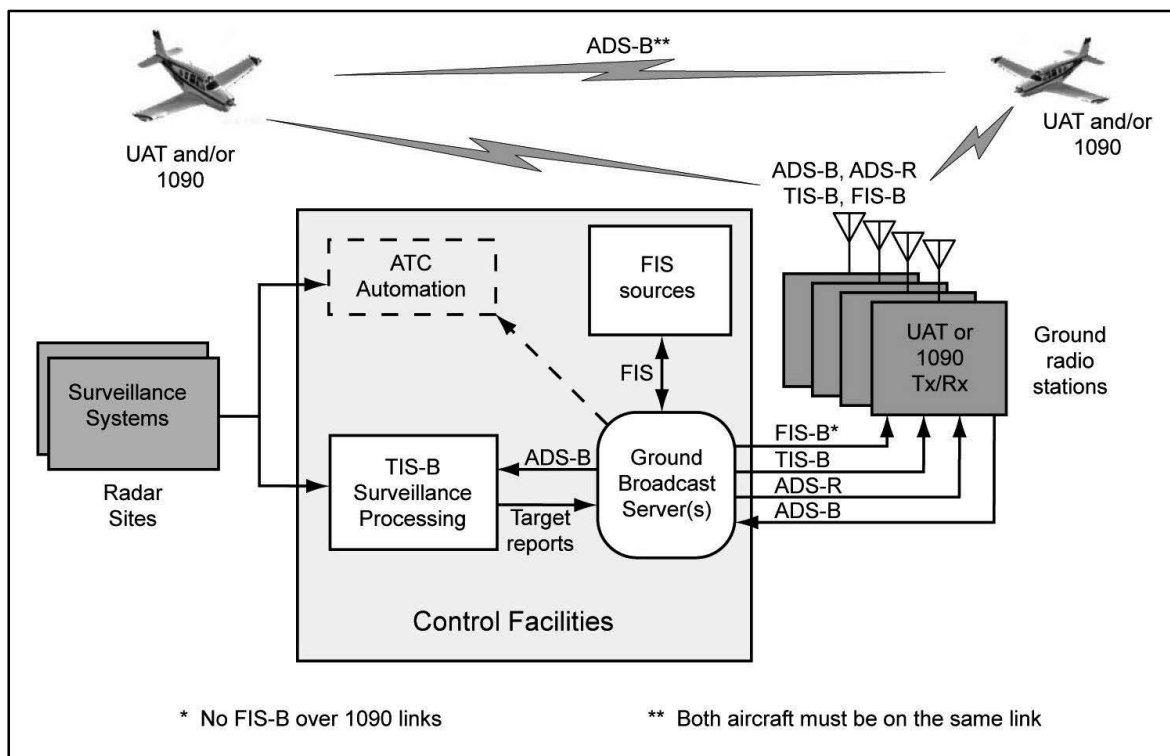 ADS-B**
UAT and/or
1090
UAT and/or
1090
ADS-B, ADS-R
TIS-B, FIS-B
ATC
Automation
FIS
sources
UAT or
1090
Tx/Rx
Ground
radio
stations
Surveillance
Systems
Radar
Sites
FIS
TIS-B
Surveillance
Processing
ADS-B
Target
reports
Ground
Broadcast
Server(s)
FIS-B*
TIS-B
ADS-R
ADS-B
Control Facilities
* No FIS-B over 1090 links
** Both aircraft must be on the same link